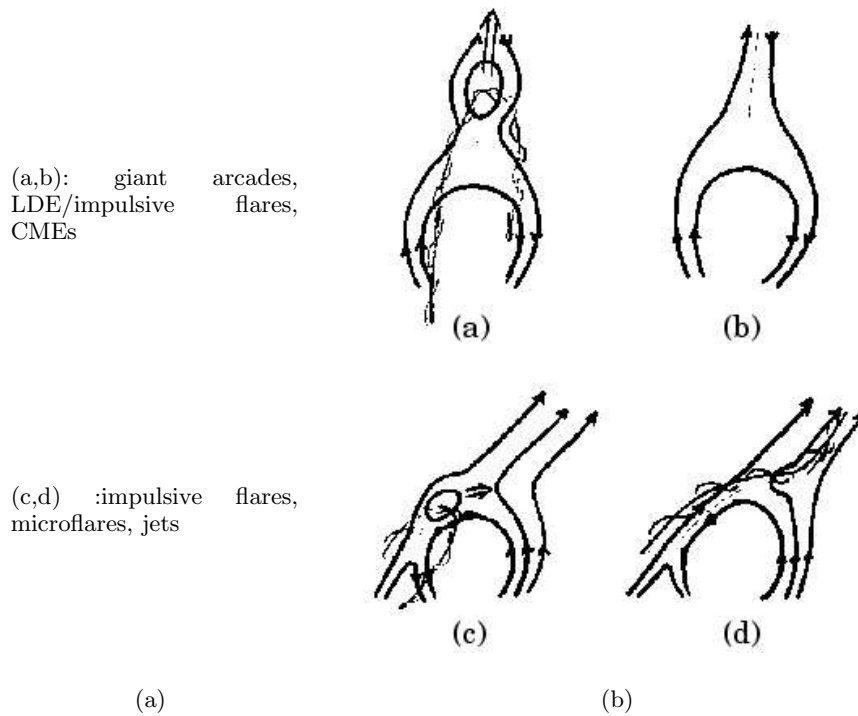 (a,b): giant arcades,
LDE/impulsive flares,
CMEs
(a)
(b)
(c,d) :impulsive flares,
microflares, jets
(c)
(d)
(a)
(b)